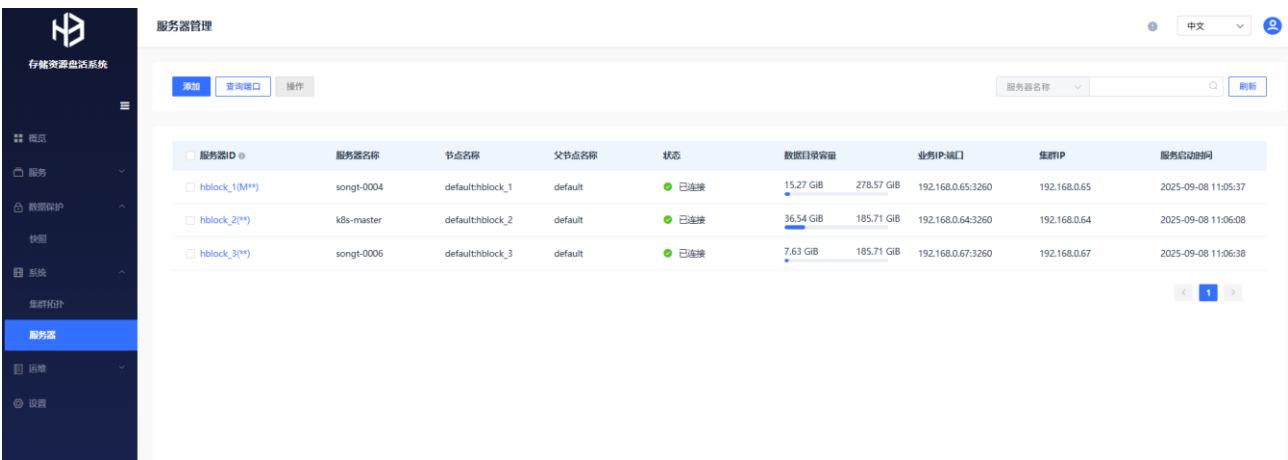 服务器管理
中文
存储资源盘活系统
添加 查询端口 操作 服务器名称 刷新
概览
服务
数据保护
快照
系统
集群拓扑
服务器
运维
设置
服务器ID 服务器名称 节点名称 父节点名称 状态 数据目录容量 业务IP:端口 集群IP 服务启动时间
hblock_1(M**) songt-0004 default:hblock_1 default 已连接 15.27 GiB 278.57 GiB 192.168.0.65:3260 192.168.0.65 2025-09-08 11:05:37
hblock_2(**) k8s-master default:hblock_2 default 已连接 36.54 GiB 185.71 GiB 192.168.0.64:3260 192.168.0.64 2025-09-08 11:06:08
hblock_3(**) songt-0006 default:hblock_3 default 已连接 7.63 GiB 185.71 GiB 192.168.0.67:3260 192.168.0.67 2025-09-08 11:06:38
< 1 >